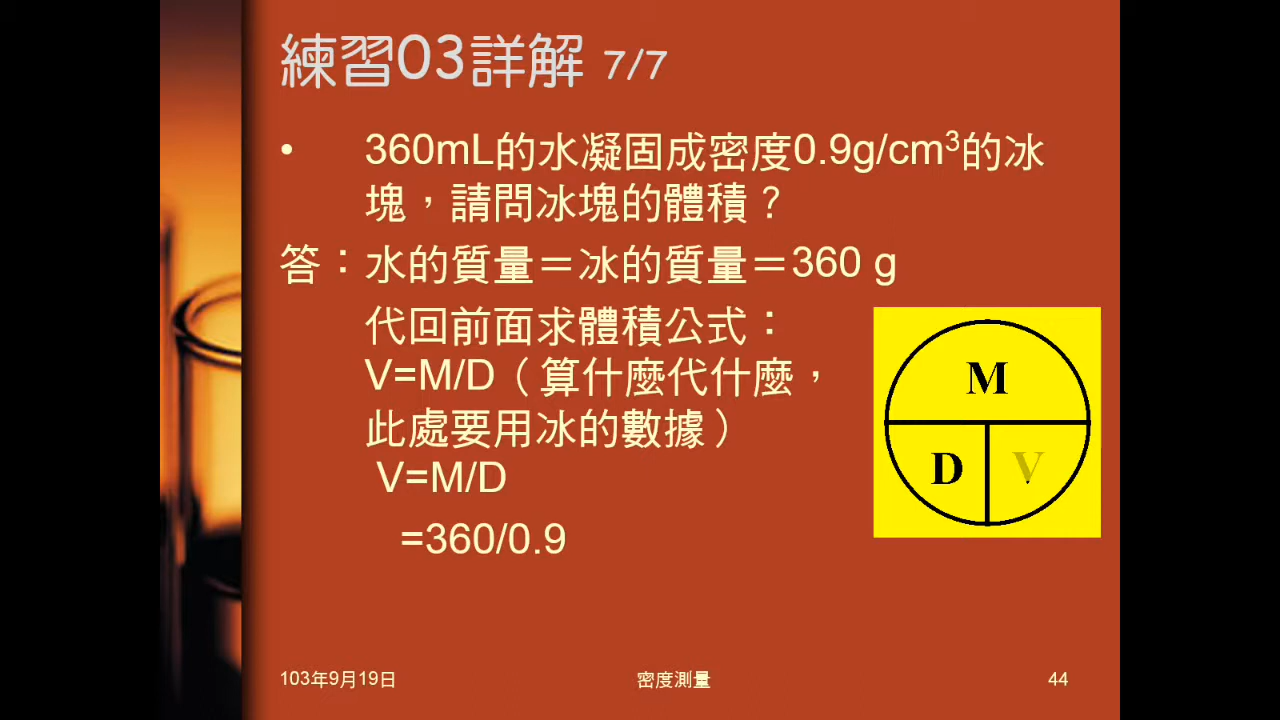 練習03詳解 7/7
• 360mL的水凝固成密度0.9g/cm³的冰
塊，請問冰塊的體積？
答：水的質量＝冰的質量＝360 g
代回前面求體積公式：
V=M/D（算什麼代什麼，
此處要用冰的數據）
V=M/D
=360/0.9
M
D V
103年9月19日 密度測量 44